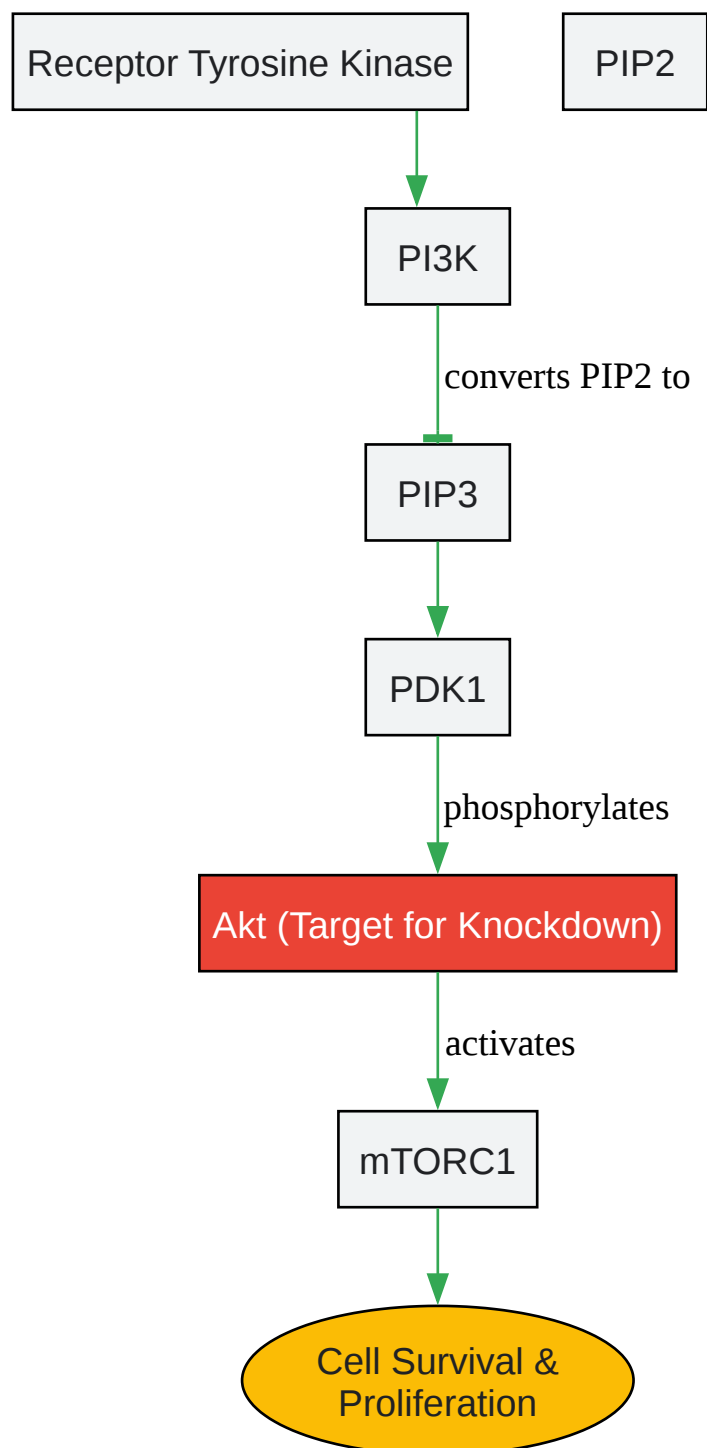 Receptor Tyrosine Kinase
PIP2
PI3K
converts PIP2 to
PIP3
PDK1
phosphorylates
Akt (Target for Knockdown)
activates
mTORC1
Cell Survival &
Proliferation